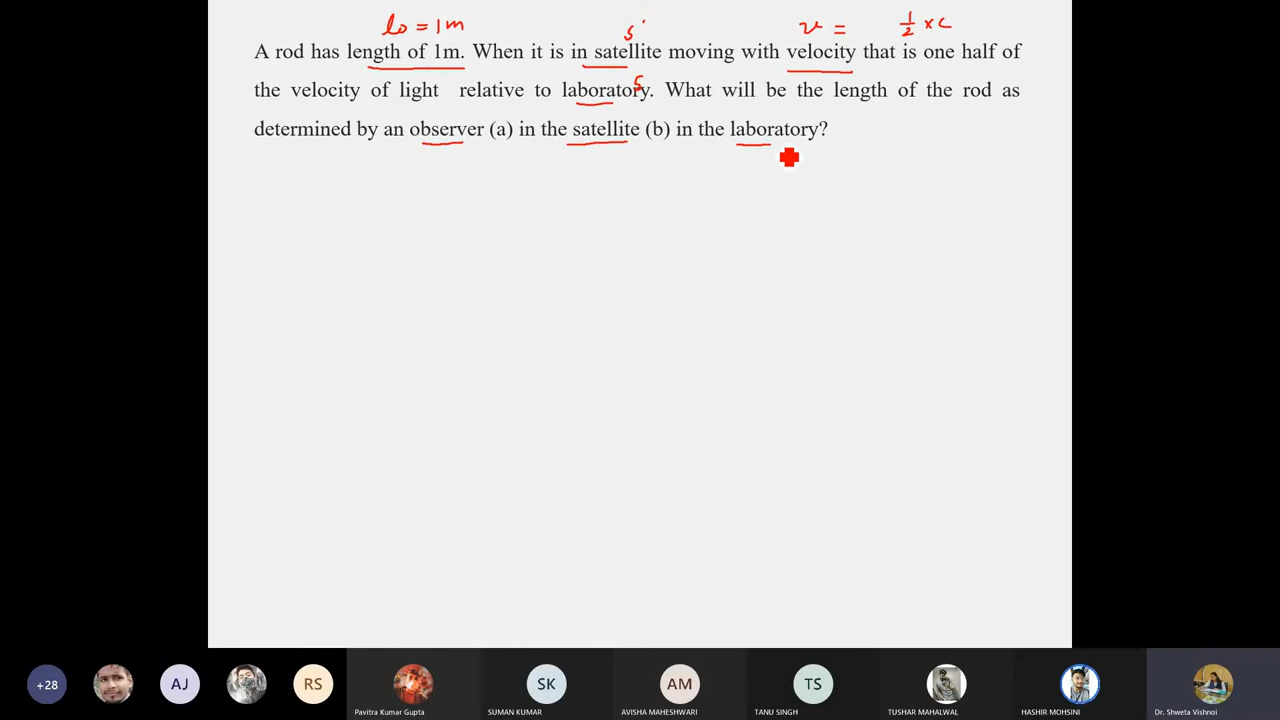 l₀ = 1m S' v = 1/2 × c
A rod has length of 1m. When it is in satellite moving with velocity that is one half of
the velocity of light relative to laboratory. What will be the length of the rod as
S
determined by an observer (a) in the satellite (b) in the laboratory?
+28 AJ RS SK AM TS
Pavitra Kumar Gupta SUMAN KUMAR AVISHA MAHESHWARI TANU SINGH TUSHAR MAHALWAL HASHIR MOHSINI Dr. Shweta Vishnoi